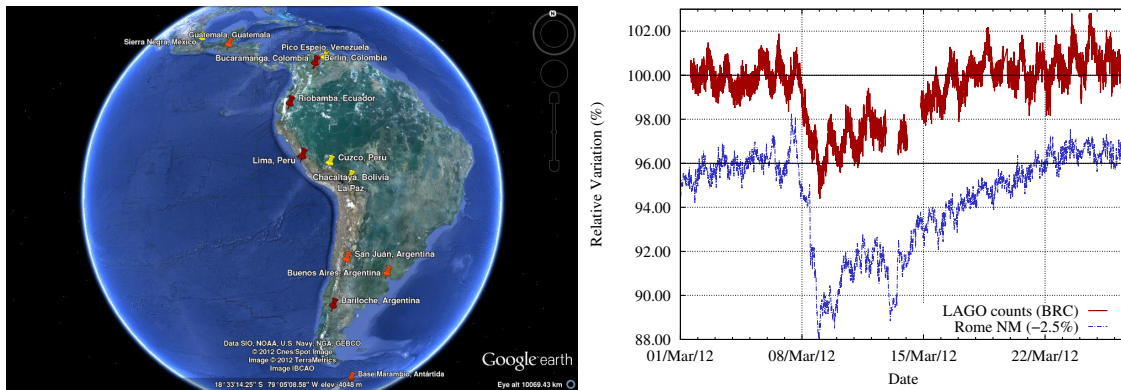 N
Guatemala, Guatemala
Sierra Negra, Mexico
Pico Espejo, Venezuela
Bucaramanga, Colombia
Berlin, Colombia
Riobamba, Ecuador
Lima, Peru
Cuzco, Peru
Chacaltaya, Bolivia
La Paz
San Juán, Argentina
Buenos Aires, Argentina
Bariloche, Argentina
Data SIO, NOAA, U.S. Navy, NGA, GEBCO
© 2012 Cnes/Spot Image
Image © 2012 TerraMetrics
Image IBCAO
Google earth
Base Marambio, Antártida
18°33'14.25" S 79°05'08.58" W elev -4048 m
Eye alt 10069.43 km
Relative Variation (%)
102.00
100.00
98.00
96.00
94.00
92.00
90.00
88.00
LAGO counts (BRC)
Rome NM (−2.5%)
01/Mar/12
08/Mar/12
15/Mar/12
22/Mar/12
Date